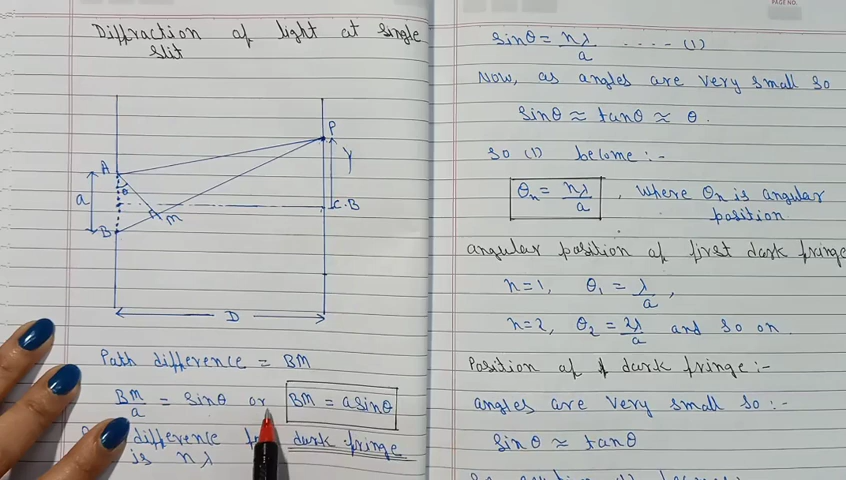 Diffraction of light at single
slit
A
a
θ
M
B
P
Y
C.B
D
Path difference = BM
BM/a = sinθ or BM = asinθ
difference dark fringe
is nλ
PAGE NO.
sinθ = nλ/a .... (1)
Now, as angles are very small so
sinθ ≈ tanθ ≈ θ.
so (1) become :-
θn = nλ/a , where θn is angular
position
angular position of first dark fringe
n=1, θ1 = λ/a,
n=2, θ2 = 2λ/a and so on.
Position of dark fringe:-
angles are very small so :-
sinθ ≈ tanθ